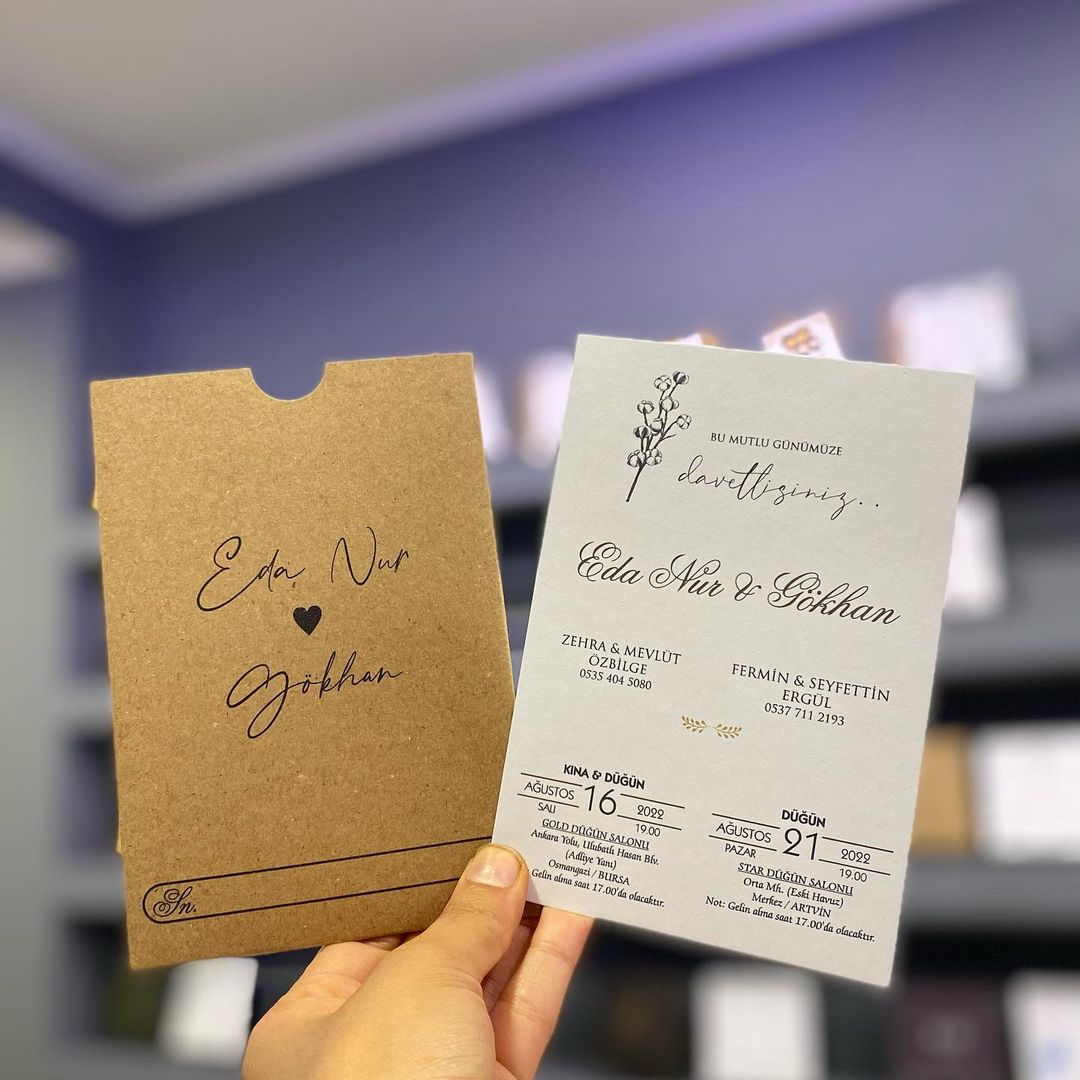 Eda Nur
Gökhan
Sn.
BU MUTLU GÜNÜMÜZE
davetlisiniz..
Eda Nur & Gökhan
ZEHRA & MEVLÜT
ÖZBİLGE
0535 404 5080
FERMİN & SEYFETTİN
ERGÜL
0537 711 2193
KINA & DÜĞÜN
AĞUSTOS 16 2022
SALI 19.00
GOLD DÜĞÜN SALONU
Ankara Yolu, Ulubatlı Hasan Blv.
(Adliye Yanı)
Osmangazi / BURSA
Gelin alma saat 17.00'da olacaktır.
DÜĞÜN
AĞUSTOS 21 2022
PAZAR 19.00
STAR DÜĞÜN SALONU
Orta Mh. (Eski Havuz)
Merkez / ARTVİN
Not: Gelin alma saat 17.00'da olacaktır.